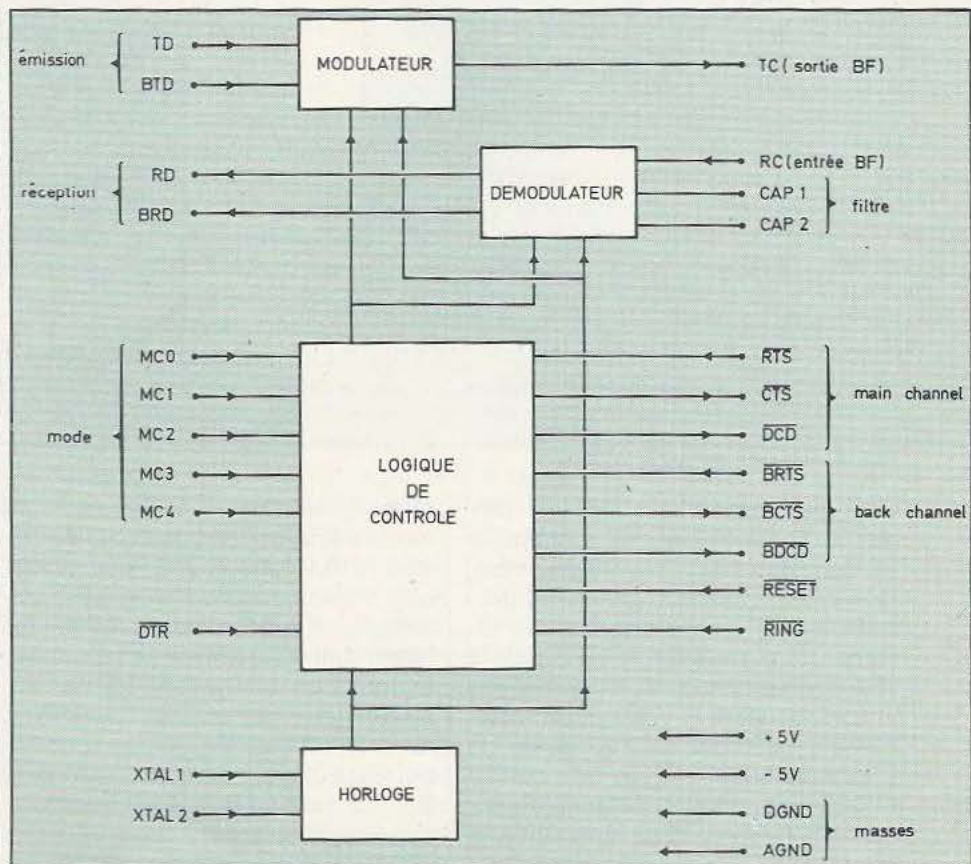 émission
TD
BTD
MODULATEUR
TC ( sortie BF)
réception
RD
BRD
DEMODULATEUR
RC (entrée BF)
CAP 1
CAP 2
filtre
mode
MC0
MC1
MC2
MC3
MC4
DTR
LOGIQUE
DE
CONTROLE
RTS
CTS
DCD
main channel
BRTS
BCTS
BDCD
back channel
RESET
RING
XTAL 1
XTAL 2
HORLOGE
+ 5V
- 5V
DGND
AGND
masses